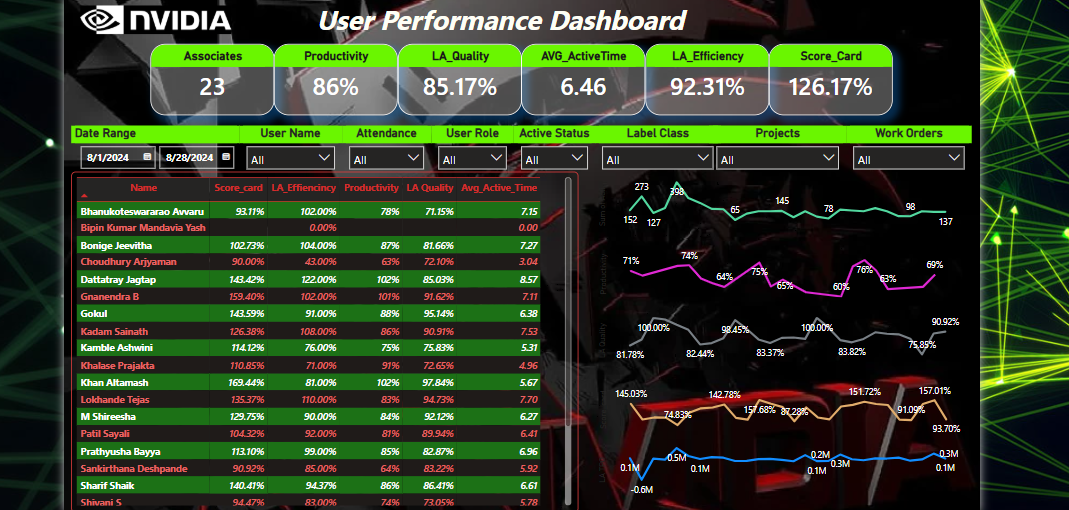 NVIDIA
User Performance Dashboard
Associates Productivity LA_Quality AVG_ActiveTime LA_Efficiency Score_Card
23 86% 85.17% 6.46 92.31% 126.17%
Date Range User Name Attendance User Role Active Status Label Class Projects Work Orders
8/1/2024 8/28/2024 All All All All All All All
Name Score_card LA_Effiencincy Productivity LA Quality Avg_Active_Time
Bhanukoteswararao Avvaru 93.11% 102.00% 78% 71.15% 7.15
Bipin Kumar Mandavia Yash 0.00% 0.00
Bonige Jeevitha 102.73% 104.00% 87% 81.66% 7.27
Choudhury Arjyaman 90.00% 43.00% 63% 72.10% 3.04
Dattatray Jagtap 143.42% 122.00% 102% 85.03% 8.57
Gnanendra B 159.40% 102.00% 101% 91.62% 7.11
Gokul 143.59% 91.00% 88% 95.14% 6.38
Kadam Sainath 126.38% 108.00% 86% 90.91% 7.53
Kamble Ashwini 114.12% 76.00% 75% 75.83% 5.31
Khalase Prajakta 110.85% 71.00% 91% 72.65% 4.96
Khan Altamash 169.44% 81.00% 102% 97.84% 5.67
Lokhande Tejas 135.37% 110.00% 83% 94.73% 7.70
M Shireesha 129.75% 90.00% 84% 92.12% 6.27
Patil Sayali 104.32% 92.00% 81% 89.94% 6.41
Prathyusha Bayya 113.10% 99.00% 85% 82.87% 6.96
Sankirthana Deshpande 90.92% 85.00% 64% 83.22% 5.92
Sharif Shaik 140.41% 94.37% 86% 86.41% 6.61
Shivani S 94.47% 83.00% 74% 73.05% 5.78
273 398 145
152 127 65 78 98 137
71% 74% 64% 75% 65% 60% 76% 63% 69%
100.00% 98.45% 100.00% 90.92%
81.78% 82.44% 83.37% 83.82% 75.85%
145.03% 142.78% 151.72% 157.01%
74.83% 157.68% 87.28% 91.09% 93.70%
0.1M 0.5M 0.1M 0.2M 0.3M 0.3M
-0.6M 0.1M 0.1M